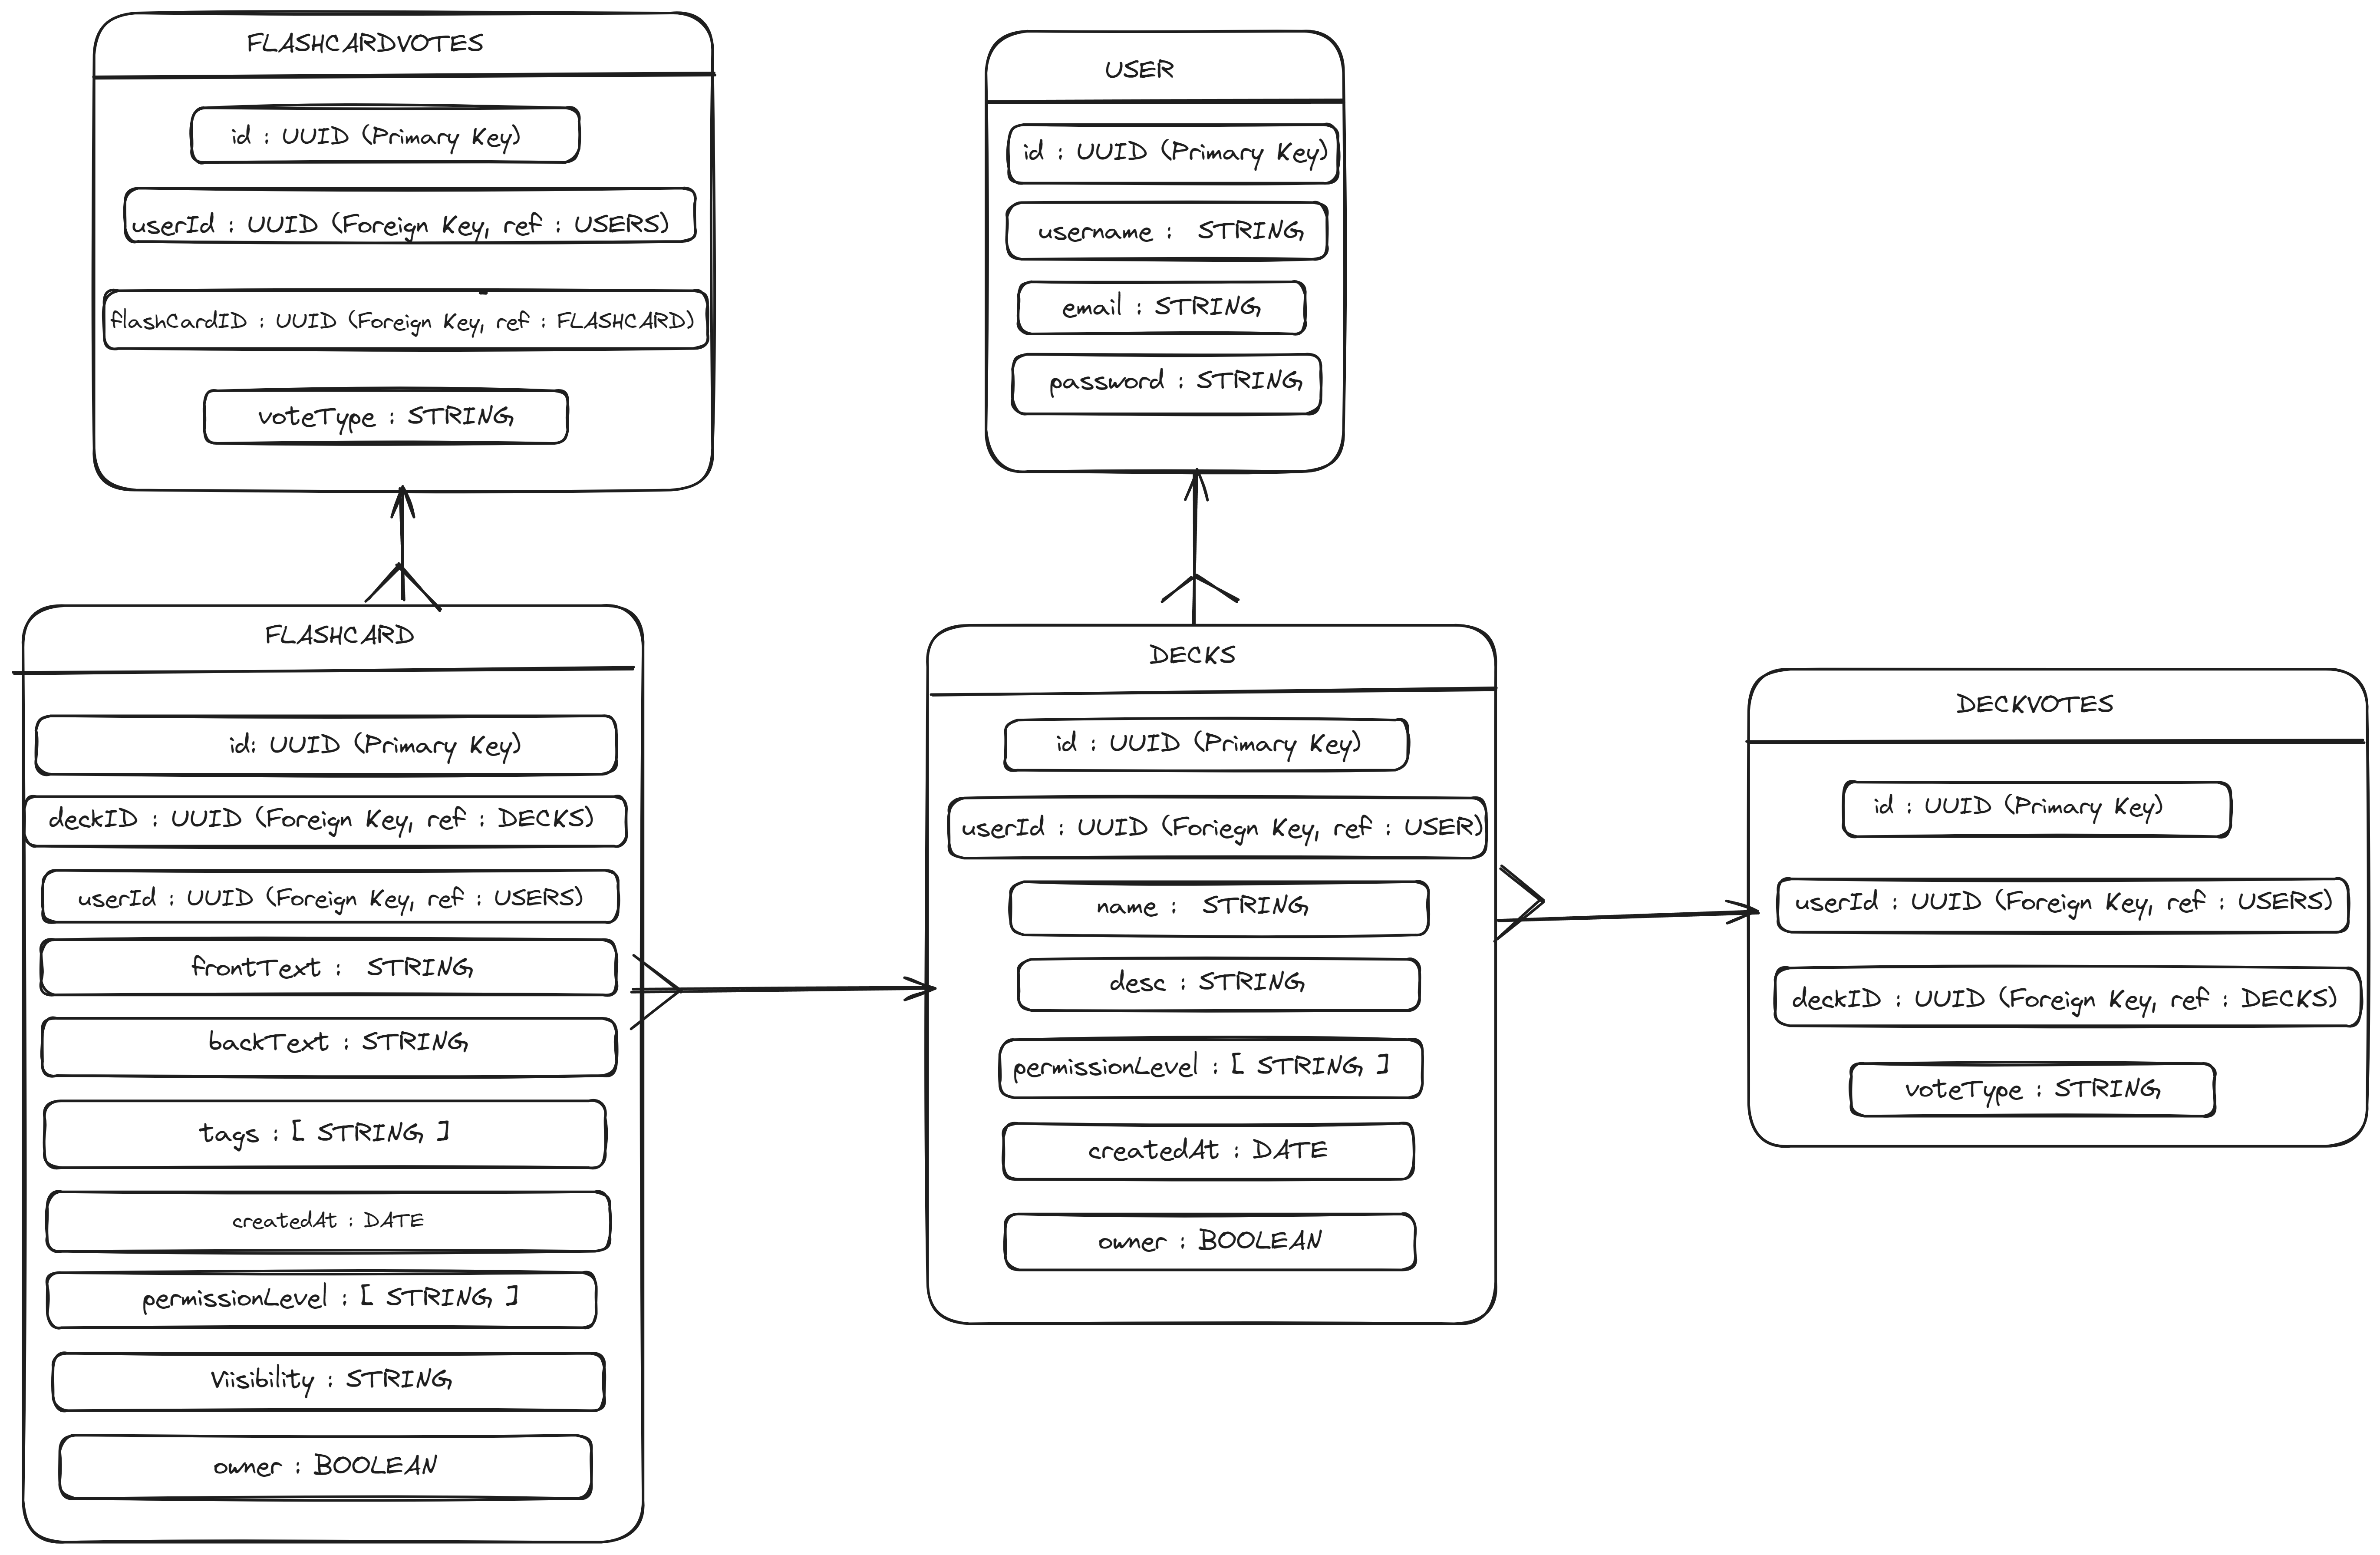 FLASHCARDVOTES
id : UUID (Primary Key)
userId : UUID (Foreign Key, ref : USERS)
flashCardID : UUID (Foreign Key, ref : FLASHCARD)
voteType : STRING
USER
id : UUID (Primary Key)
username : STRING
email : STRING
password : STRING
FLASHCARD
id: UUID (Primary Key)
deckID : UUID (Foreign Key, ref : DECKS)
userId : UUID (Foreign Key, ref : USERS)
frontText : STRING
backText : STRING
tags : [ STRING ]
createdAt : DATE
permissionLevel : [ STRING ]
Viisibility : STRING
owner : BOOLEAN
DECKS
id : UUID (Primary Key)
userId : UUID (Foriegn Key, ref : USER)
name : STRING
desc : STRING
permissionLevel : [ STRING ]
createdAt : DATE
owner : BOOLEAN
DECKVOTES
id : UUID (Primary Key)
userId : UUID (Foreign Key, ref : USERS)
deckID : UUID (Foreign Key, ref : DECKS)
voteType : STRING